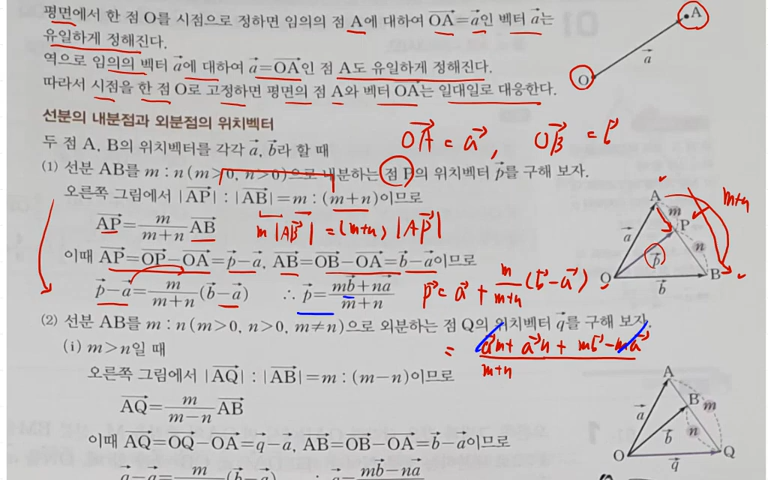 평면에서 한 점 O를 시점으로 정하면 임의의 점 A에 대하여 OA=a인 벡터 a는
유일하게 정해진다.
역으로 임의의 벡터 a에 대하여 a=OA인 점 A도 유일하게 정해진다.
따라서 시점을 한 점 O로 고정하면 평면의 점 A와 벡터 OA는 일대일로 대응한다.
A
a
O
선분의 내분점과 외분점의 위치벡터
두 점 A, B의 위치벡터를 각각 a, b라 할 때
OA = a, OB = b
(1) 선분 AB를 m : n(m>0, n>0)으로 내분하는 점 P의 위치벡터 p를 구해 보자.
오른쪽 그림에서 |AP| : |AB|=m : (m+n)이므로
AP=m/(m+n) AB
m|AB| = (m+n)|AP|
이때 AP=OP-OA=p-a, AB=OB-OA=b-a이므로
p-a=m/(m+n)(b-a) ∴ p=(mb+na)/(m+n)
p = a + m/(m+n)(b-a)
= (am + an + mb - ma)/(m+n)
A
m
P
m+n
n
a
p
O
b
B
(2) 선분 AB를 m : n(m>0, n>0, m≠n)으로 외분하는 점 Q의 위치벡터 q를 구해 보자.
(i) m>n일 때
오른쪽 그림에서 |AQ| : |AB|=m : (m-n)이므로
AQ=m/(m-n) AB
이때 AQ=OQ-OA=q-a, AB=OB-OA=b-a이므로
q-a=m(b-a) ∴ q=mb-na
A
B
m
a
b
n
O
q
Q